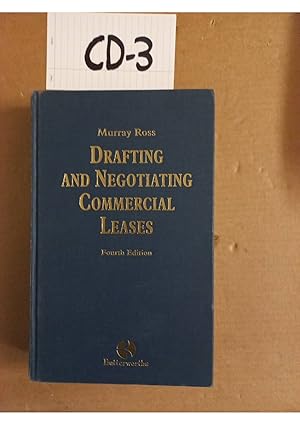 CD-3
Murray Ross
DRAFTING
AND NEGOTIATING
COMMERCIAL
LEASES
Fourth Edition
Butterworths